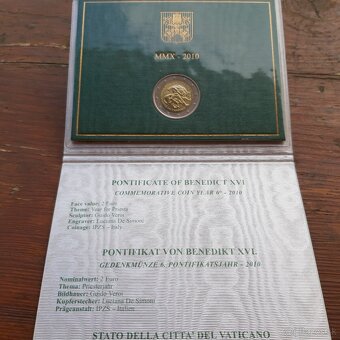 MMX - 2010
PONTIFICATE OF BENEDICT XVI
COMMEMORATIVE COIN YEAR 6° - 2010
Face value: 2 Euro
Theme: Year for Priests
Sculptor: Guido Veroi
Engraver: Luciana De Simoni
Coinage: IPZS - Italy
PONTIFIKAT VON BENEDIKT XVI.
GEDENKMÜNZE 6. PONTIFIKATSJAHR - 2010
Nominalwert: 2 Euro
Thema: Priesterjahr
Bildhauer: Guido Veroi
Kupferstecher: Luciana De Simoni
Prägeanstalt: IPZS - Italien
STATO DELLA CITTA' DEL VATICANO